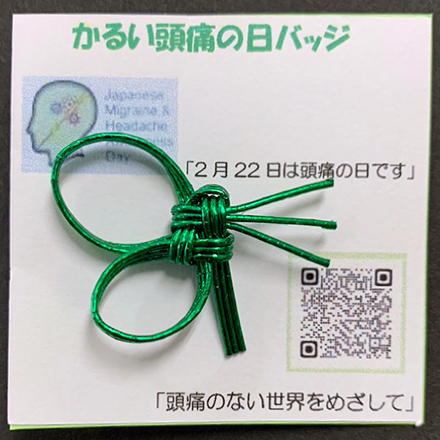 かるい頭痛の日バッジ
Japanese
Migraine &
Headache
Day
「2月22日は頭痛の日です」
「頭痛のない世界をめざして」